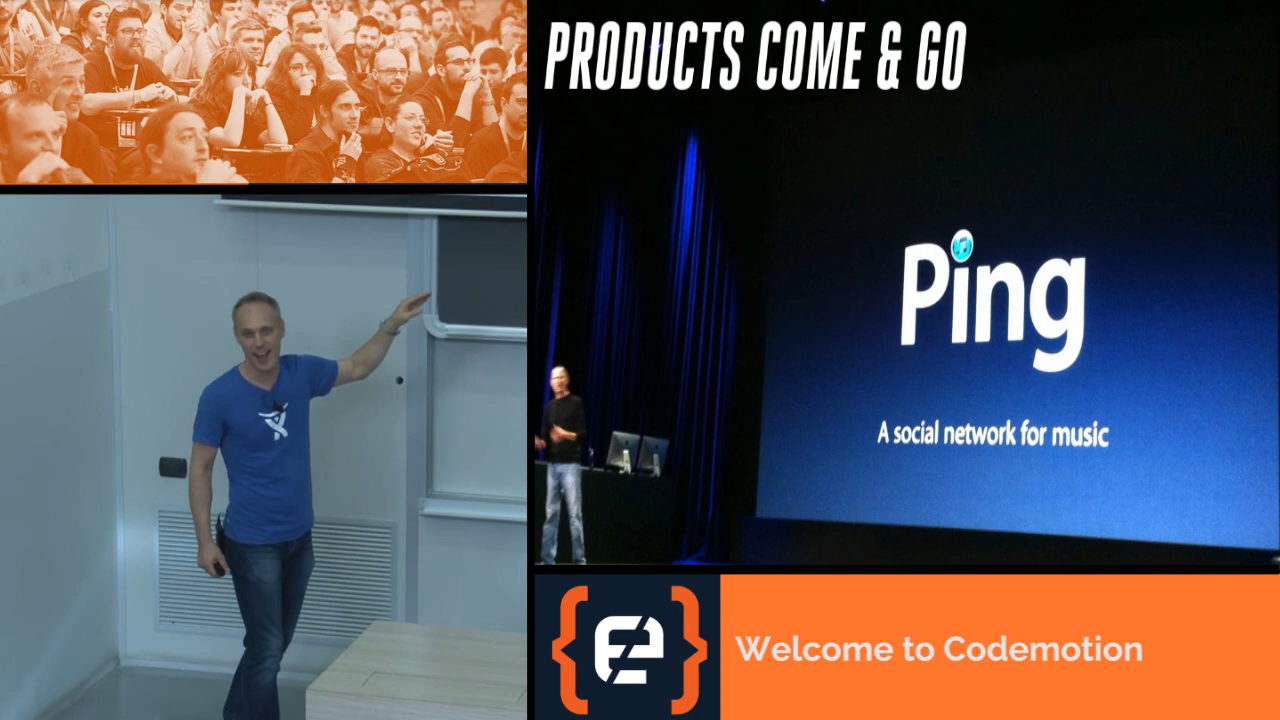 PRODUCTS COME & GO
Ping
A social network for music
Welcome to Codemotion